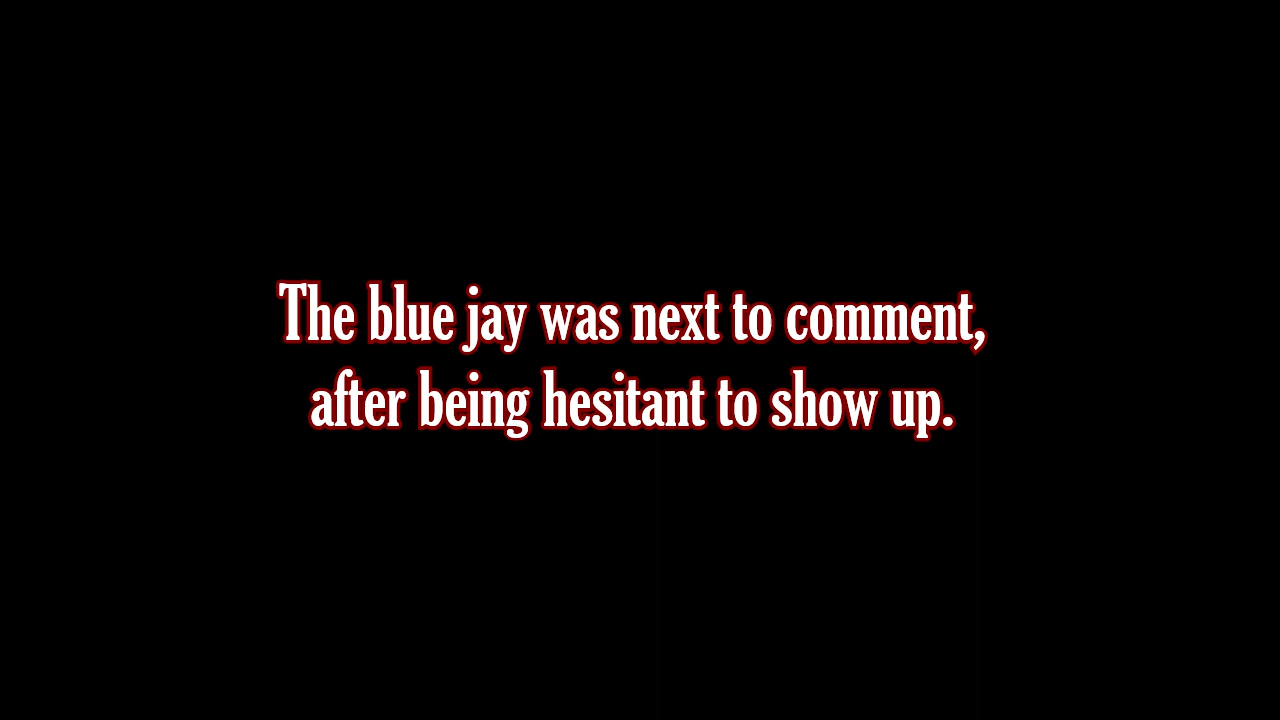 The blue jay was next to comment,
after being hesitant to show up.